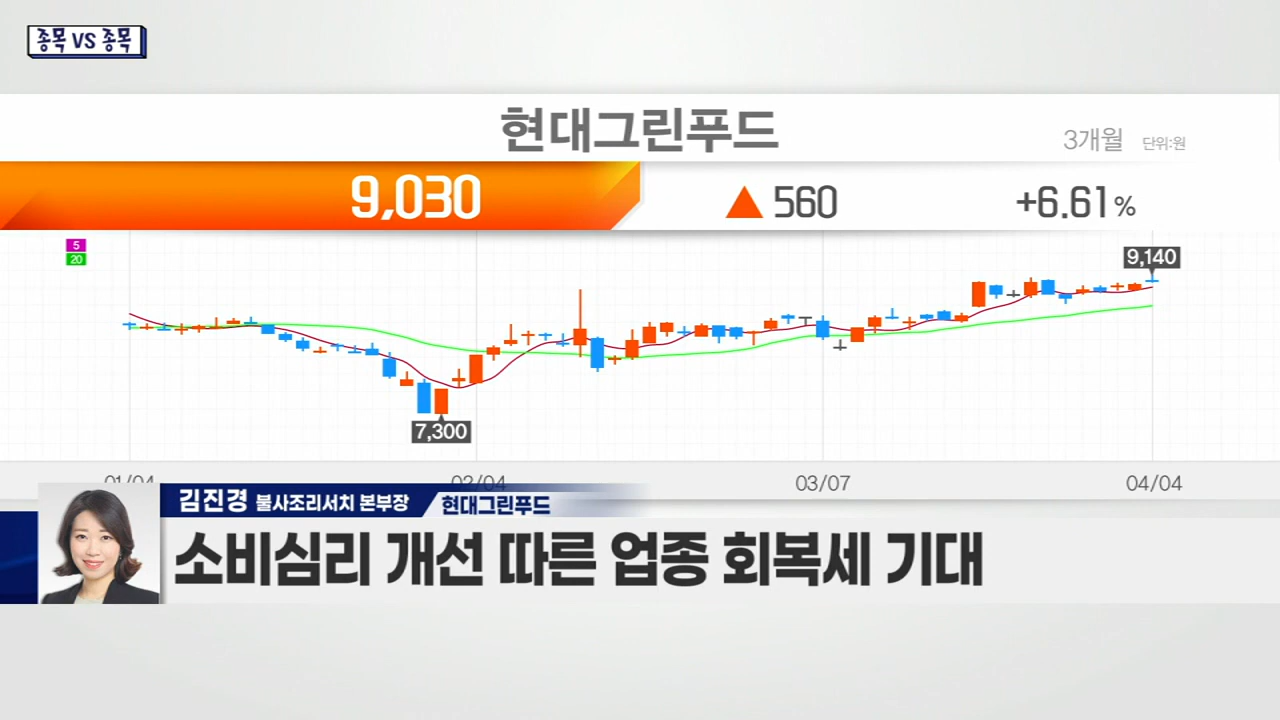 종목 VS 종목
현대그린푸드
3개월 단위:원
9,030 ▲ 560 +6.61%
5
20
9,140
7,300
01/04 02/04 03/07 04/04
김진경 불사조리서치 본부장 현대그린푸드
소비심리 개선 따른 업종 회복세 기대